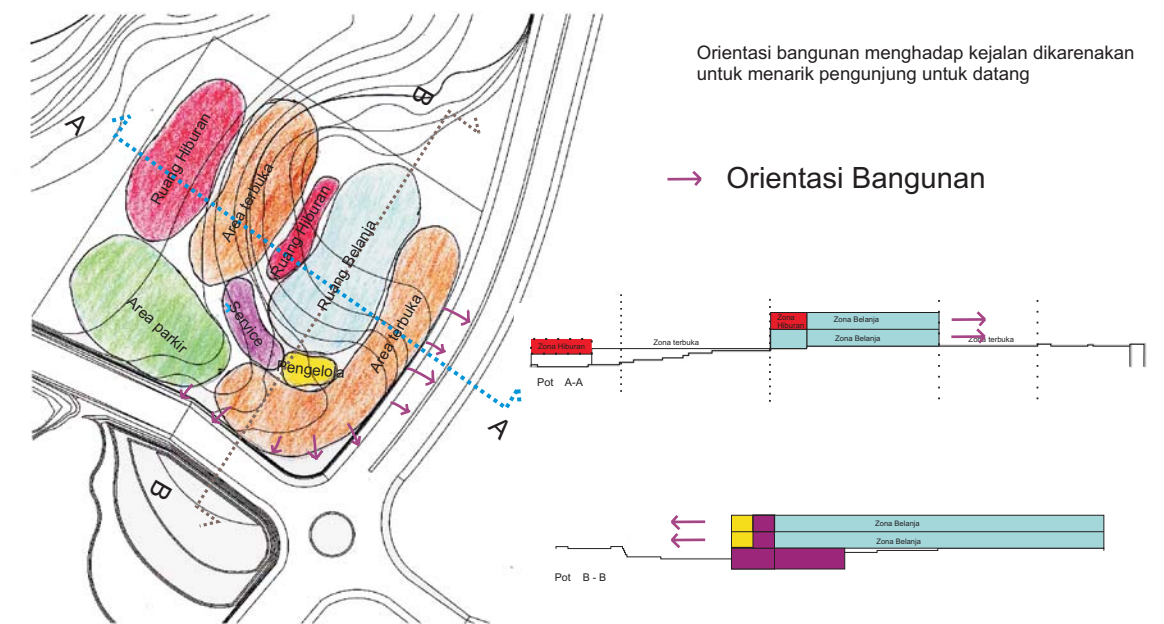 Orientasi bangunan menghadap kejalan dikarenakan
untuk menarik pengunjung untuk datang
Orientasi Bangunan
A
B
Ruang Hiburan
Area terbuka
Ruang Hiburan
Ruang Belanja
Area terbuka
Area parkir
Service
Pengelola
A
B
Zona Hiburan
Zona terbuka
Zona
Hiburan
Zona Belanja
Zona Belanja
Zona terbuka
Pot A-A
Zona Belanja
Zona Belanja
Pot B - B